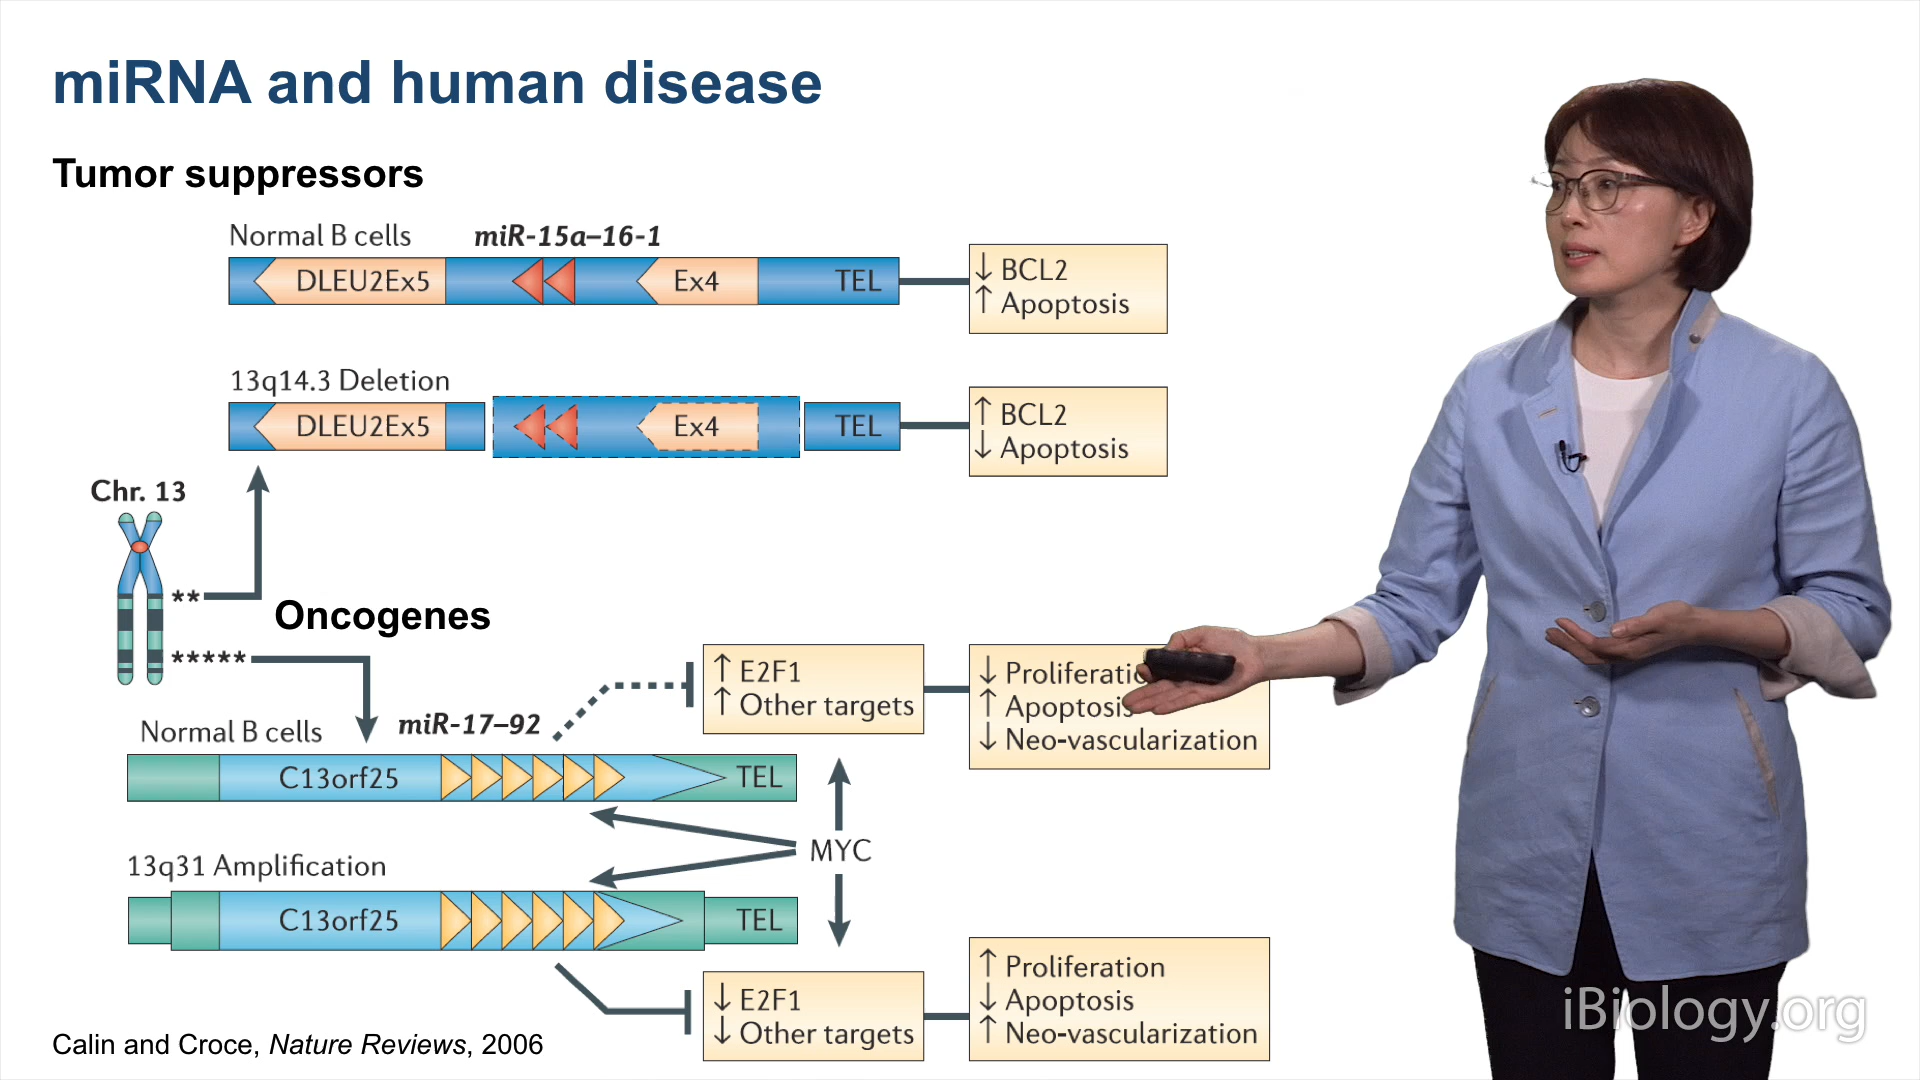 miRNA and human disease
Tumor suppressors
Normal B cells
miR-15a–16-1
DLEU2Ex5
Ex4
TEL
↓ BCL2
↑ Apoptosis
13q14.3 Deletion
DLEU2Ex5
Ex4
TEL
↑ BCL2
↓ Apoptosis
Chr. 13
**
Oncogenes
*****
↑ E2F1
↑ Other targets
↓ Proliferatio
↑ Apoptosis
↓ Neo-vascularization
Normal B cells
miR-17–92
C13orf25
TEL
MYC
13q31 Amplification
C13orf25
TEL
↓ E2F1
↓ Other targets
↑ Proliferation
↓ Apoptosis
↑ Neo-vascularization
Calin and Croce, Nature Reviews, 2006
iBiology.org